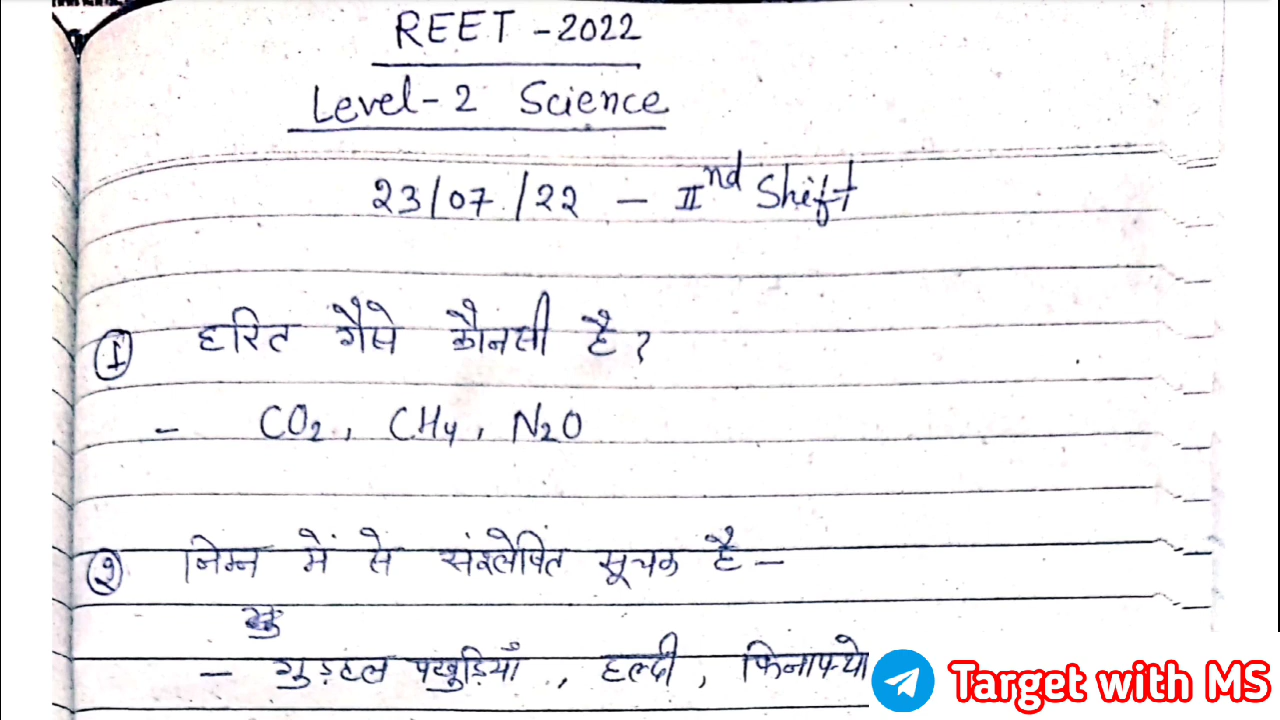 REET - 2022
Level- 2 Science
23/07/22 - IInd Shift
① हरित गैसे कौनसी है?
- CO2, CH4, N2O
② निम्न में से संश्लेषित सूचक है -
- गुड़हल पंखुड़ियाँ, हल्दी,
Target with MS